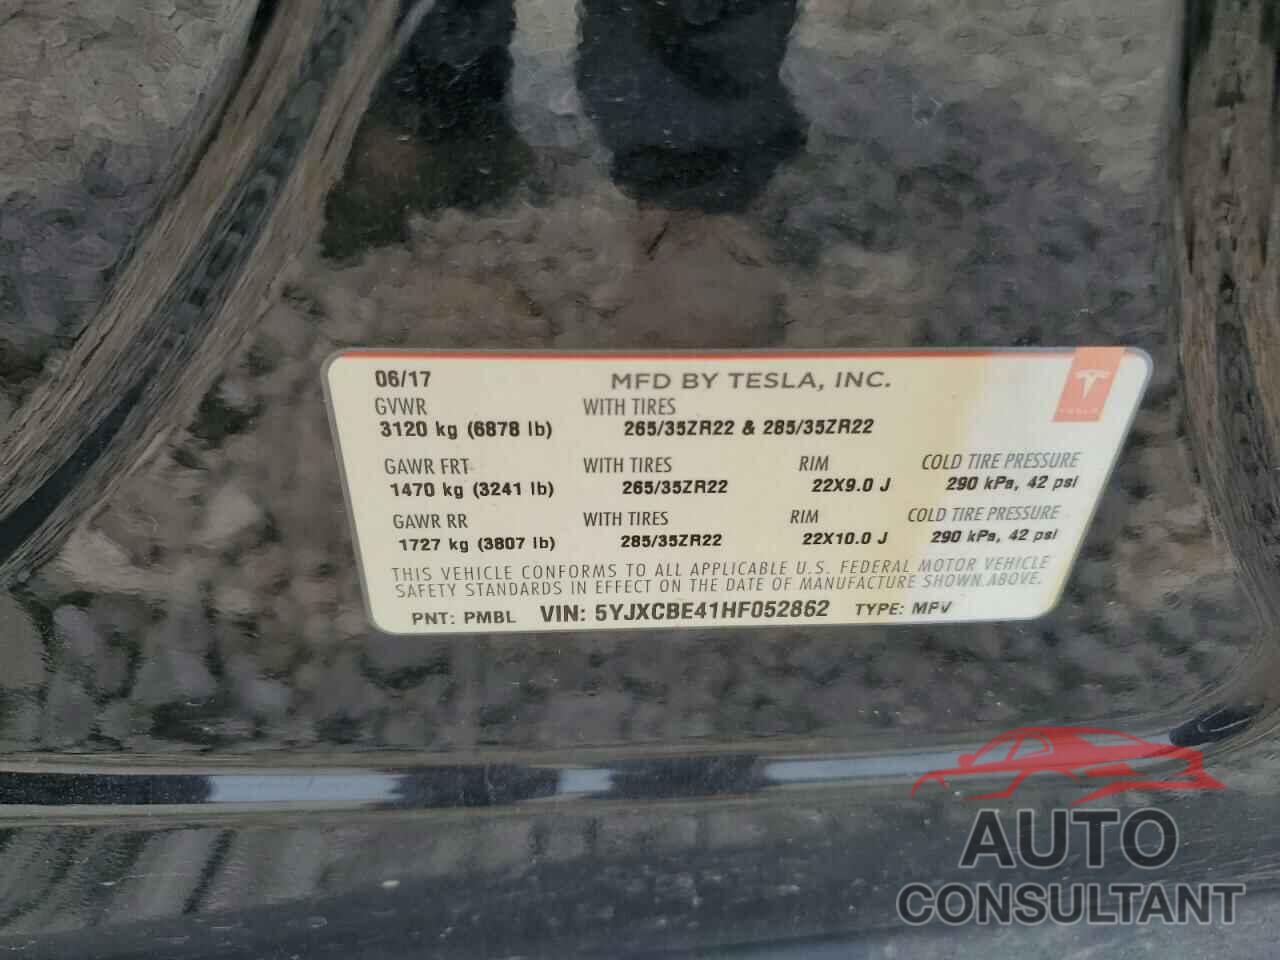 06/17 MFD BY TESLA, INC.
TESLA
GVWR WITH TIRES
3120 kg (6878 lb) 265/35ZR22 & 285/35ZR22
GAWR FRT WITH TIRES RIM COLD TIRE PRESSURE
1470 kg (3241 lb) 265/35ZR22 22X9.0 J 290 kPa, 42 psi
GAWR RR WITH TIRES RIM COLD TIRE PRESSURE
1727 kg (3807 lb) 285/35ZR22 22X10.0 J 290 kPa, 42 psi
THIS VEHICLE CONFORMS TO ALL APPLICABLE U.S. FEDERAL MOTOR VEHICLE
SAFETY STANDARDS IN EFFECT ON THE DATE OF MANUFACTURE SHOWN ABOVE.
PNT: PMBL VIN: 5YJXCBE41HF052862 TYPE: MPV
AUTO
CONSULTANT